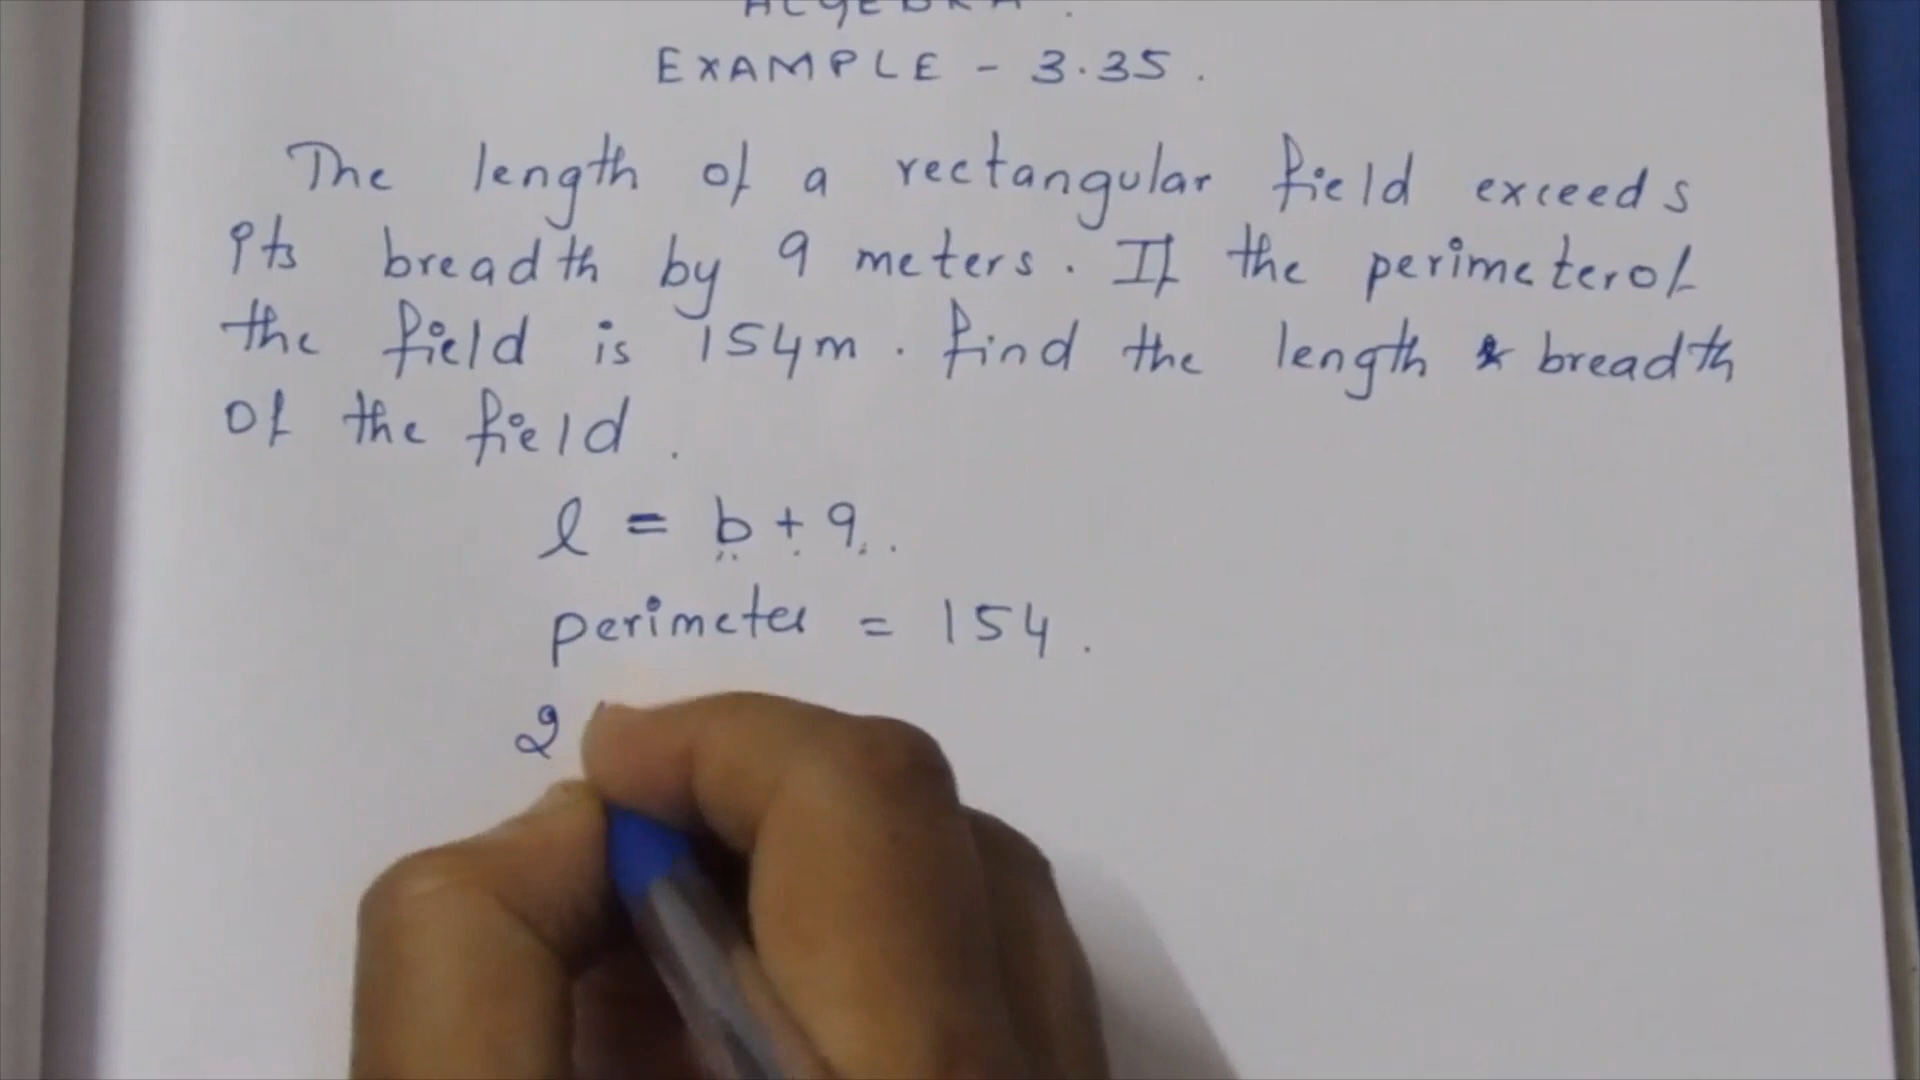 ALGEBRA.
EXAMPLE - 3.35.
The length of a rectangular field exceeds
its breadth by 9 meters. If the perimeter of
the field is 154m. find the length & breadth
of the field.
l = b + 9.
perimeter = 154.
2